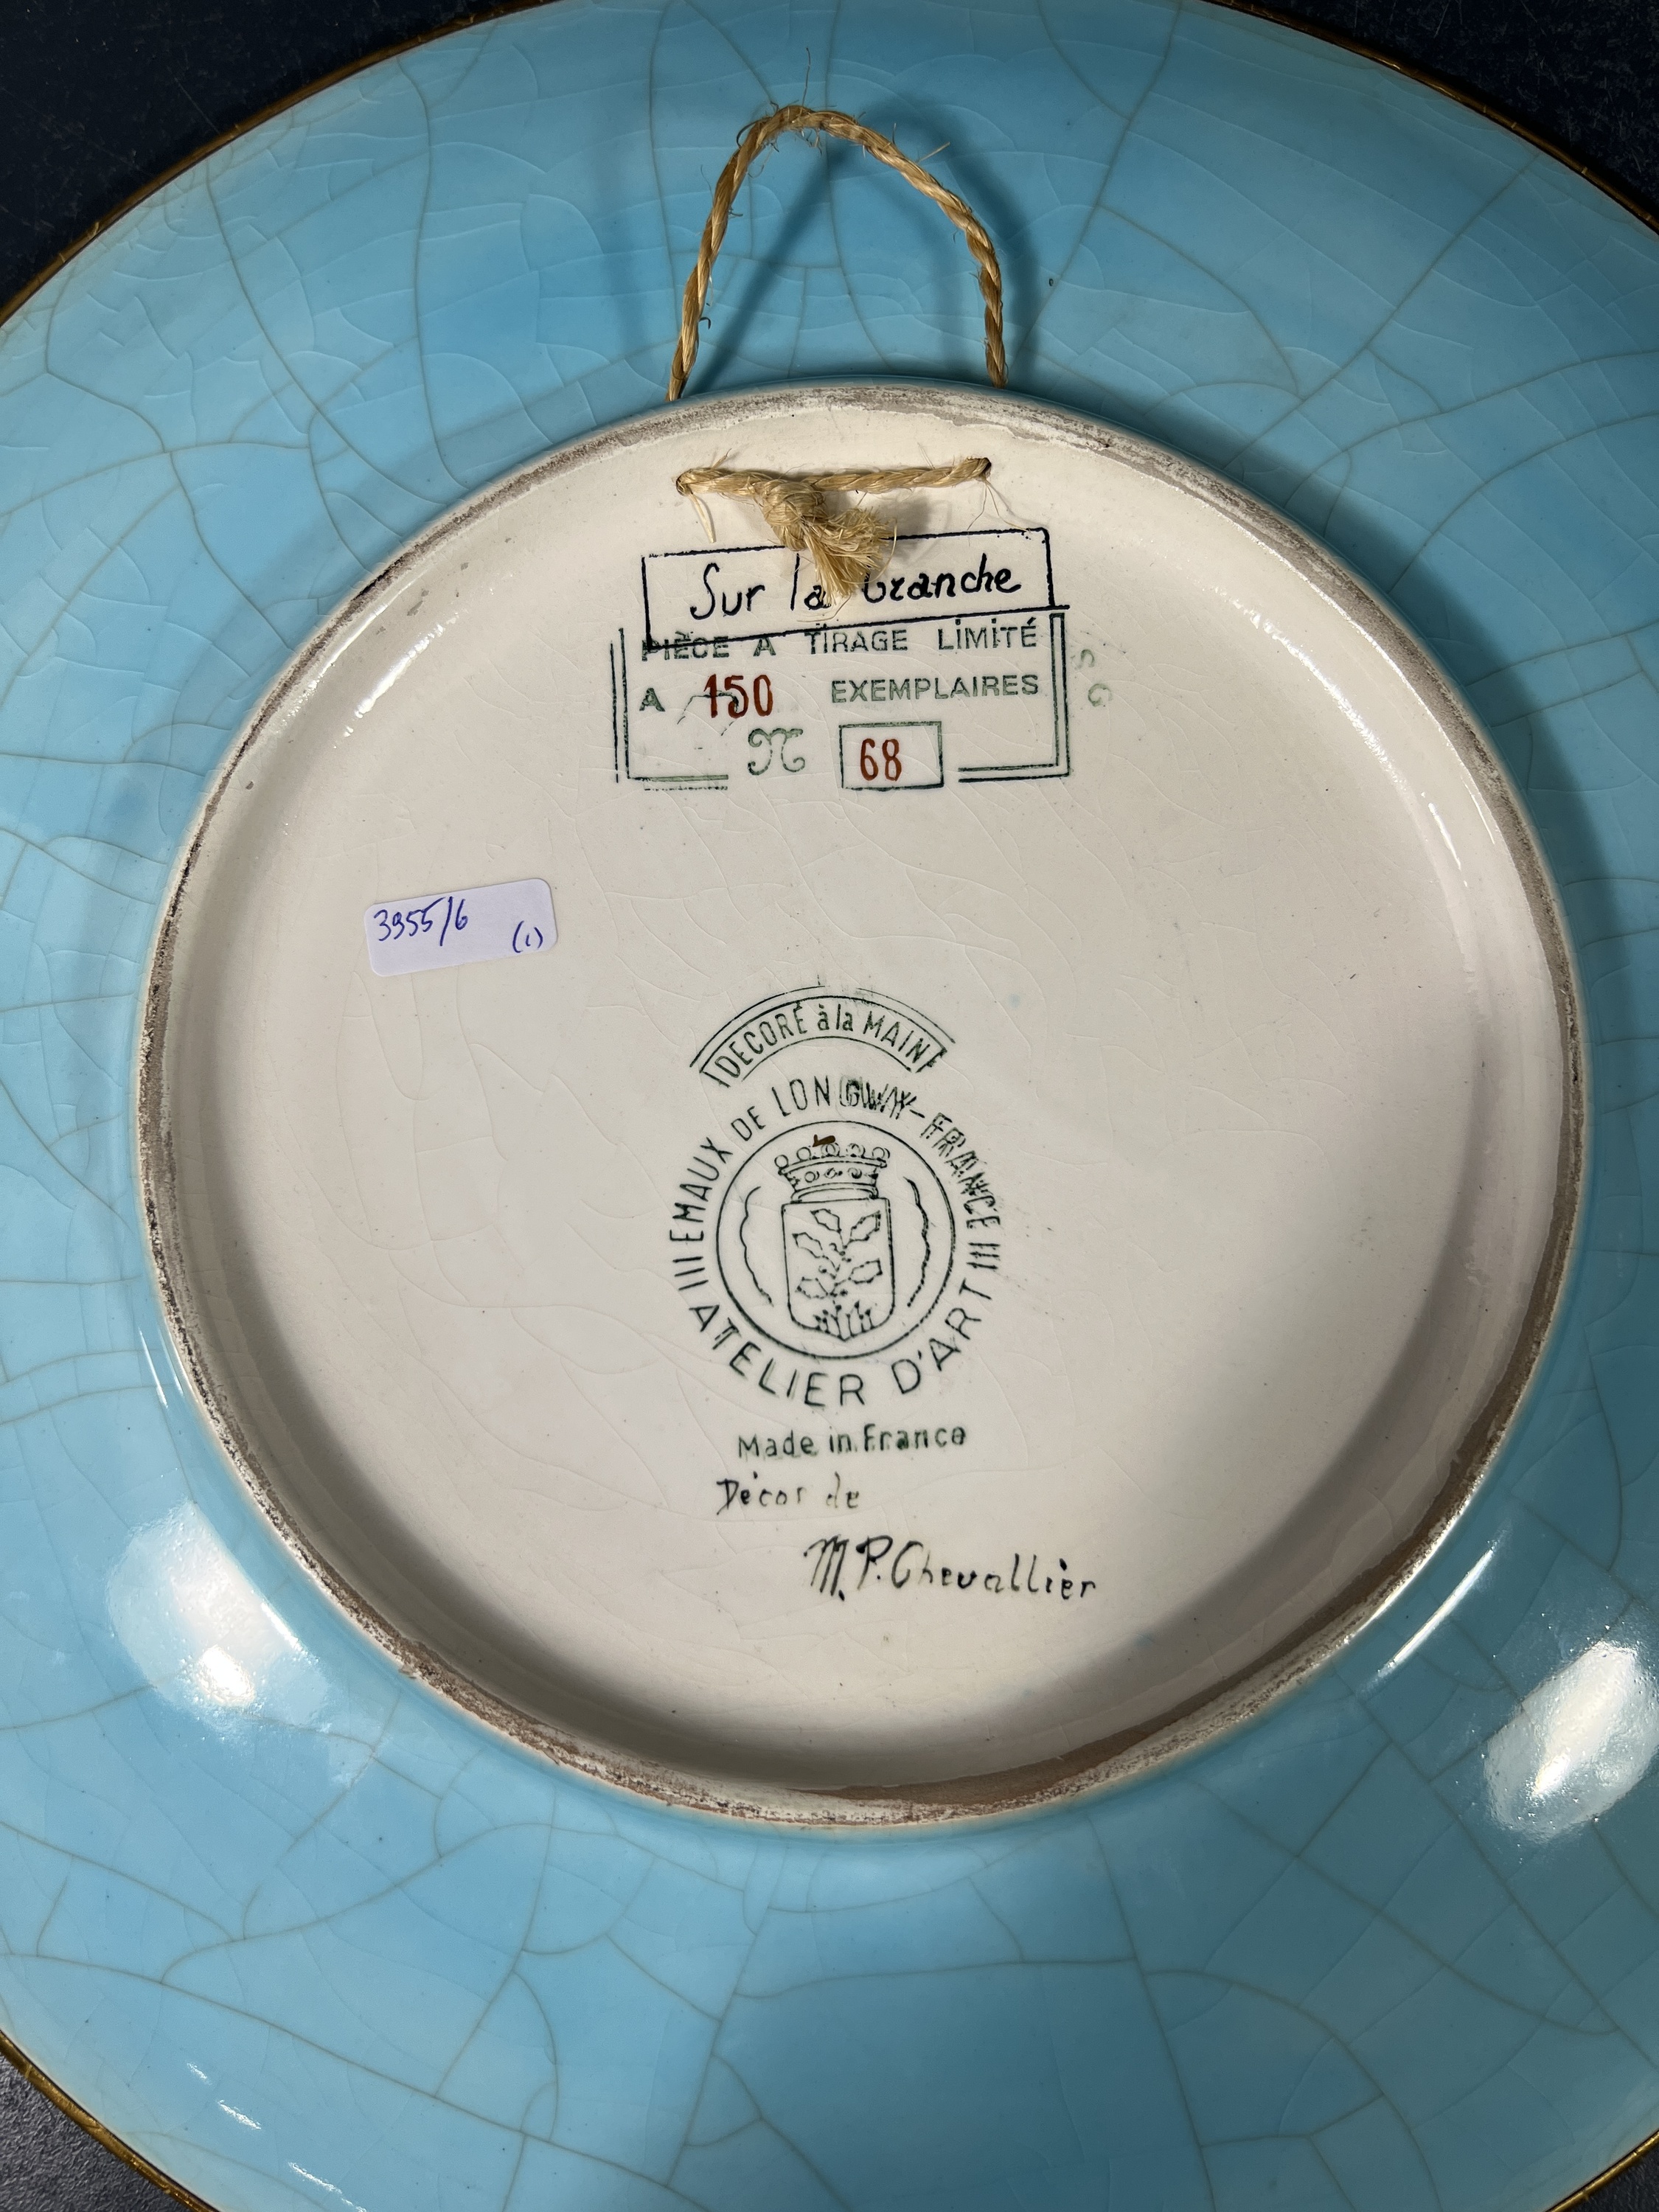 Sur la branche
PIÈCE A TIRAGE LIMITÉ
A 150 EXEMPLAIRES
N 68
3955/6 (1)
DECORÉ à la MAIN
EMAUX DE LONGWY - FRANCE
ATELIER D'ART
Made in France
Décor de
M.P. Chevallier